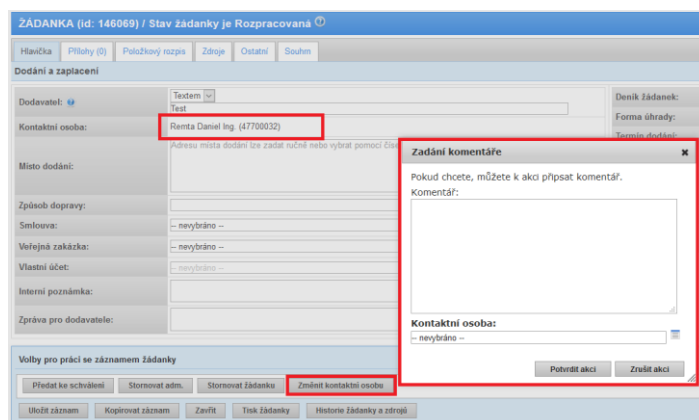 ŽÁDANKA (id: 146069) / Stav žádanky je Rozpracovaná
Hlavička Přílohy (0) Položkový rozpis Zdroje Ostatní Souhrn
Dodání a zaplacení
Dodavatel: Textem
Test
Deník žádanek:
Kontaktní osoba: Remta Daniel Ing. (47700032)
Forma úhrady:
Termín dodání:
Místo dodání:
Adresu místa dodání lze zadat ručně nebo vybrat pomocí čís
Způsob dopravy:
Smlouva: -- nevybráno --
Veřejná zakázka: -- nevybráno --
Vlastní účet: -- nevybráno --
Interní poznámka:
Zpráva pro dodavatele:
Zadání komentáře
Pokud chcete, můžete k akci připsat komentář.
Komentář:
Kontaktní osoba:
-- nevybráno --
Potvrdit akci Zrušit akci
Volby pro práci se záznamem žádanky
Předat ke schválení Stornovat adm. Stornovat žádanku Změnit kontaktní osobu
Uložit záznam Kopírovat záznam Zavřít Tisk žádanky Historie žádanky a zdrojů